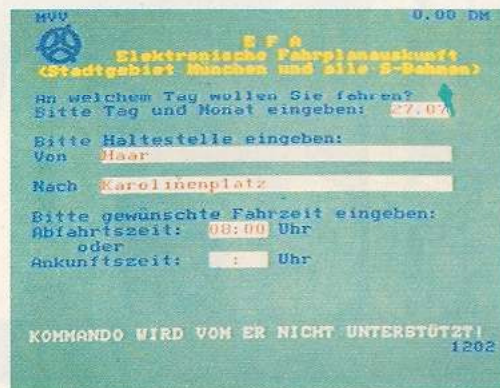 MVV 0.00 DM
E F A
Elektronische Fahrplanauskunft
(Stadtgebiet München und alle S-Bahnen)
An welchem Tag wollen Sie fahren?
Bitte Tag und Monat eingeben: 27.07
Bitte Haltestelle eingeben:
Von Haar
Nach Karolinenplatz
Bitte gewünschte Fahrzeit eingeben:
Abfahrtszeit: 08:00 Uhr
oder
Ankunftszeit: : Uhr
KOMMANDO WIRD VOM ER NICHT UNTERSTÜTZT!
1202